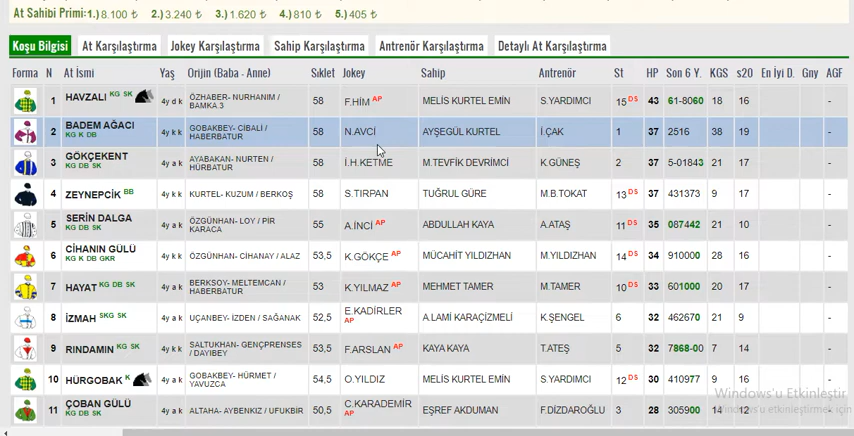 At Sahibi Primi: 1.) 8.100 ₺ 2.) 3.240 ₺ 3.) 1.620 ₺ 4.) 810 ₺ 5.) 405 ₺
Koşu Bilgisi At Karşılaştırma Jokey Karşılaştırma Sahip Karşılaştırma Antrenör Karşılaştırma Detaylı At Karşılaştırma
Forma N At İsmi Yaş Orijin (Baba - Anne) Sıklet Jokey Sahip Antrenör St HP Son 6 Y. KGS s20 En İyi D. Gny AGF
1 HAVZALI KG SK 4y d k ÖZHABER- NURHANIM / BAMKA.3 58 F.HİM AP MELİS KURTEL EMİN S.YARDIMCI 15 DS 43 61-8060 18 16 -
2 BADEM AĞACI KG K DB 4y k k GOBAKBEY- CİBALİ / HABERBATUR 58 N.AVCİ AYŞEGÜL KURTEL İ.ÇAK 1 37 2516 38 19 -
3 GÖKÇEKENT KG DB SK 4y a k AYABAKAN- NURTEN / HÜRBATUR 58 İ.H.KETME M.TEVFİK DEVRİMCİ K.GÜNEŞ 2 37 5-01843 21 17 -
4 ZEYNEPCİK BB 4y k k KURTEL- KUZUM / BERKOŞ 58 S.TIRPAN TUĞRUL GÜRE M.B.TOKAT 13 DS 37 431373 9 17 -
5 SERİN DALGA KG DB SK 4y a k ÖZGÜNHAN- LOY / PİR KARACA 55 A.İNCİ AP ABDULLAH KAYA A.ATAŞ 11 DS 35 087442 21 10 -
6 CİHANIN GÜLÜ KG K DB GKR 4y k k ÖZGÜNHAN- CİHANAY / ALAZ 53,5 K.GÖKÇE AP MÜCAHİT YILDIZHAN M.YILDIZHAN 14 DS 34 910000 28 16 -
7 HAYAT KG DB SK 4y a k BERKSOY- MELTEMCAN / HABERBATUR 53 K.YILMAZ AP MEHMET TAMER M.TAMER 10 DS 33 601000 20 17 -
8 İZMAH SKG SK 4y a k UÇANBEY- İZDEN / SAĞANAK 52,5 E.KADİRLER AP A.LAMİ KARAÇİZMELİ K.ŞENGEL 6 32 462670 21 9 -
9 RINDAMIN KG SK 4y k k SALTUKHAN- GENÇPRENSES / DAYIBEY 53,5 F.ARSLAN AP KAYA KAYA T.ATEŞ 5 32 7868-00 7 14 -
10 HÜRGOBAK K 4y a k GOBAKBEY- HÜRMET / YAVUZCA 54,5 O.YILDIZ MELİS KURTEL EMİN S.YARDIMCI 12 DS 30 410977 9 16 -
11 ÇOBAN GÜLÜ KG DB SK 4y a k ALTAHA- AYBENKIZ / UFUKBİR 50,5 C.KARADEMİR AP EŞREF AKDUMAN F.DİZDAROĞLU 3 28 305900 14 12 -
Windows'u Etkinleştir
Windows'u etkinleştirmek için